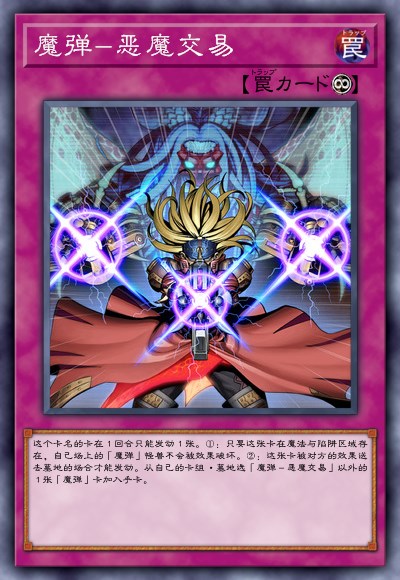 魔弹－恶魔交易
トラップ
罠
トラップ
【罠カード】
这个卡名的卡在１回合只能发动１张。①：只要这张卡在魔法与陷阱区域存
在，自己场上的「魔弹」怪兽不会被效果破坏。②：这张卡被对方的效果送
去墓地的场合才能发动。从自己的卡组·墓地选「魔弹－恶魔交易」以外的
１张「魔弹」卡加入手卡。